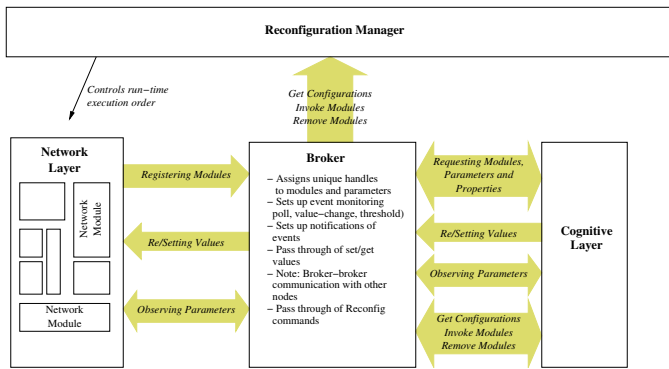 Reconfiguration Manager
Controls run-time
execution order
Get Configurations
Invoke Modules
Remove Modules
Network
Layer
Network
Module
Network
Module
Registering Modules
Re/Setting Values
Observing Parameters
Broker
– Assigns unique handles
to modules and parameters
– Sets up event monitoring
poll, value-change, threshold)
– Sets up notifications of
events
– Pass through of set/get
values
– Note: Broker-broker
communication with other
nodes
– Pass through of Reconfig
commands
Requesting Modules,
Parameters and
Properties
Re/Setting Values
Observing Parameters
Get Configurations
Invoke Modules
Remove Modules
Cognitive
Layer